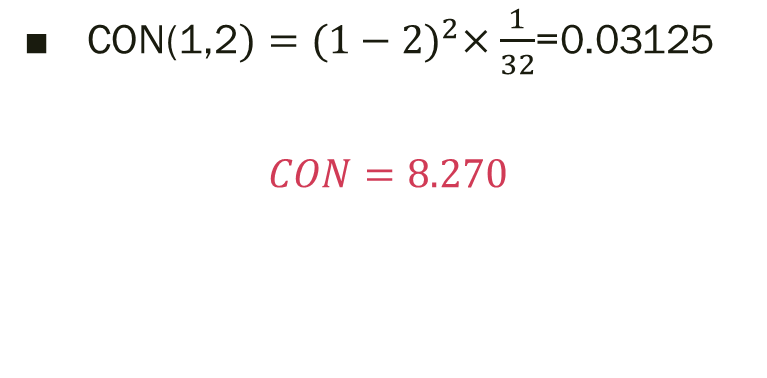 ■ CON(1,2) = (1 − 2)² × 1/32=0.03125
CON = 8.270